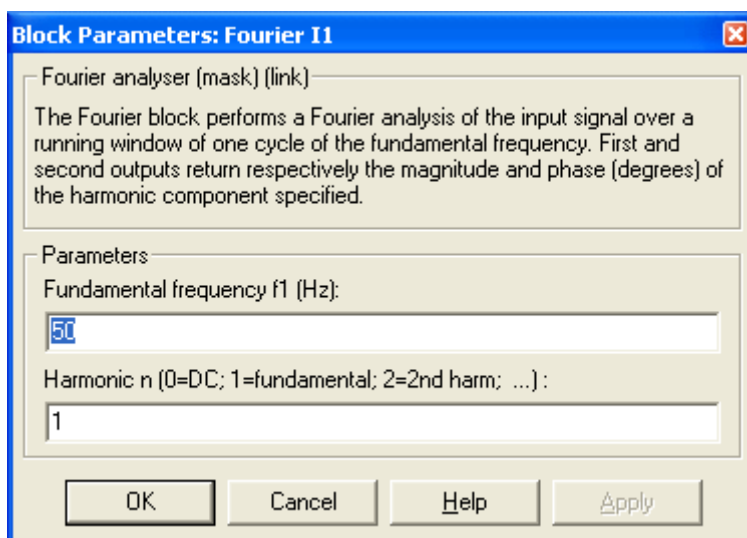 Block Parameters: Fourier I1
Fourier analyser (mask) (link)
The Fourier block performs a Fourier analysis of the input signal over a
running window of one cycle of the fundamental frequency. First and
second outputs return respectively the magnitude and phase (degrees) of
the harmonic component specified.
Parameters
Fundamental frequency f1 (Hz):
50
Harmonic n (0=DC; 1=fundamental; 2=2nd harm; ...) :
1
OK Cancel Help Apply